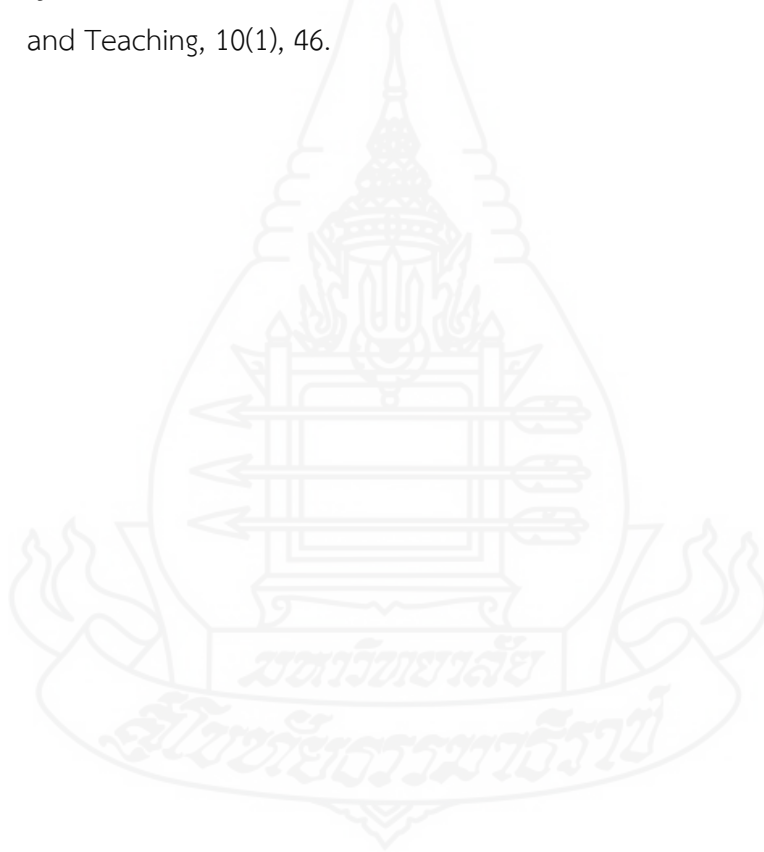 and Teaching, 10(1), 46.
มหาวิทยาลัย
สุโขทัยธรรมาธิราช